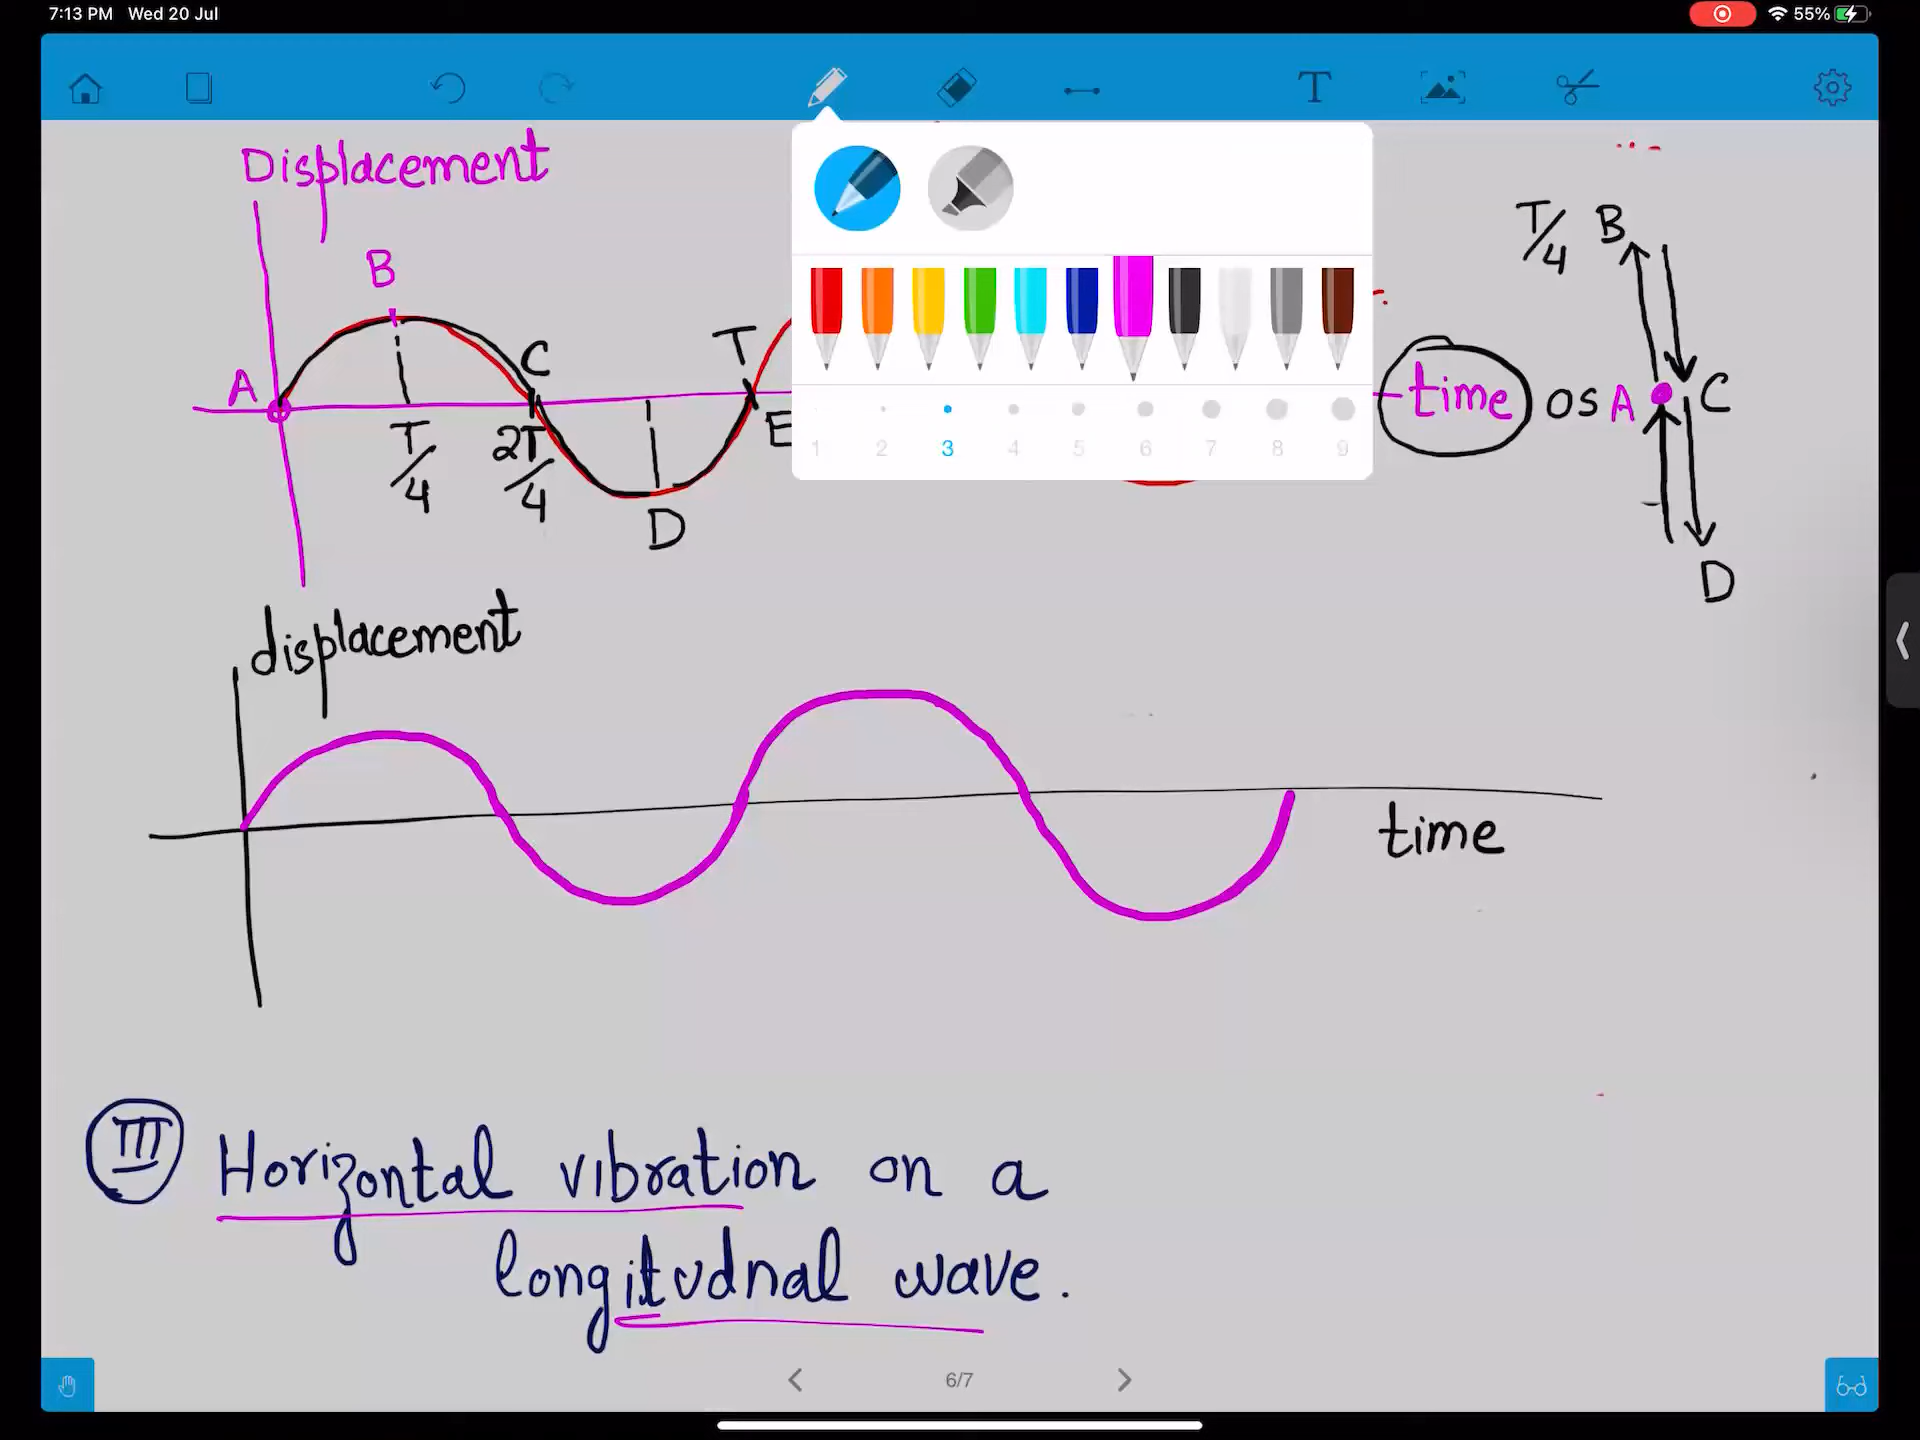 7:13 PM Wed 20 Jul
55%
T
Displacement
1 2 3 4 5 6 7 8 9
T/4 B
B
A
C
T
E
time os A C
T/4
2T/4
D
D
displacement
time
III Horizontal vibration on a
longitudnal wave.
6/7